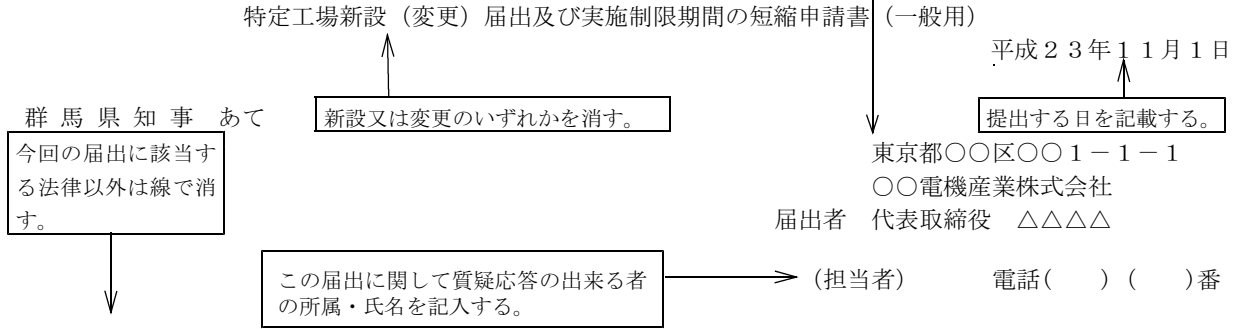 特定工場新設（変更）届出及び実施制限期間の短縮申請書（一般用）
平成２３年１１月１日
群 馬 県 知 事　あて
新設又は変更のいずれかを消す。
提出する日を記載する。
今回の届出に該当す
る法律以外は線で消
す。
東京都○○区○○１－１－１
○○電機産業株式会社
届出者　代表取締役　△△△△
この届出に関して質疑応答の出来る者
の所属・氏名を記入する。
（担当者）　　　電話(　　) (　　)番